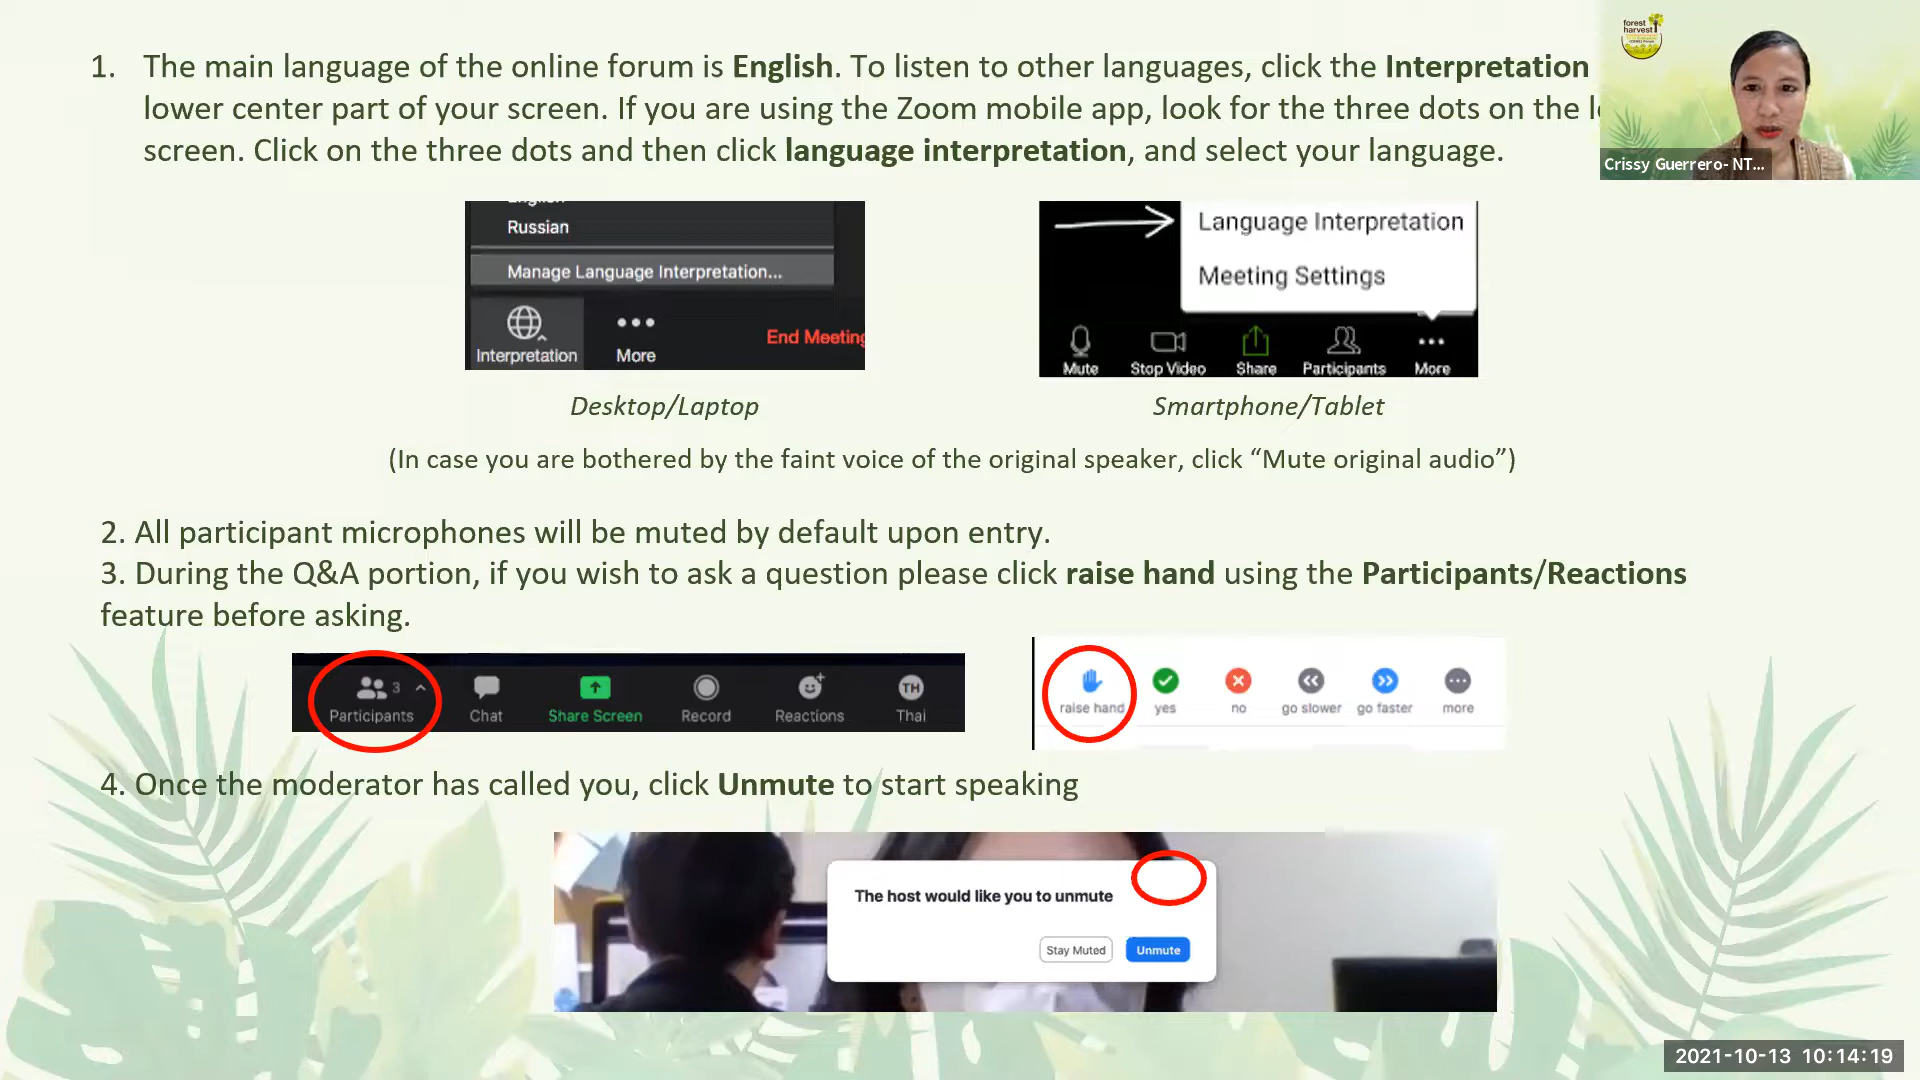 1. The main language of the online forum is English. To listen to other languages, click the Interpretation
lower center part of your screen. If you are using the Zoom mobile app, look for the three dots on the
screen. Click on the three dots and then click language interpretation, and select your language.
forest
harvest
Crissy Guerrero- NT...
English
Russian
Manage Language Interpretation...
Interpretation
More
End Meeting
Language Interpretation
Meeting Settings
Mute
Stop Video
Share
Participants
More
Desktop/Laptop
Smartphone/Tablet
(In case you are bothered by the faint voice of the original speaker, click “Mute original audio”)
2. All participant microphones will be muted by default upon entry.
3. During the Q&A portion, if you wish to ask a question please click raise hand using the Participants/Reactions
feature before asking.
3
Participants
Chat
Share Screen
Record
Reactions
TH
Thai
raise hand
yes
no
go slower
go faster
more
4. Once the moderator has called you, click Unmute to start speaking
The host would like you to unmute
Stay Muted
Unmute
2021-10-13 10:14:19